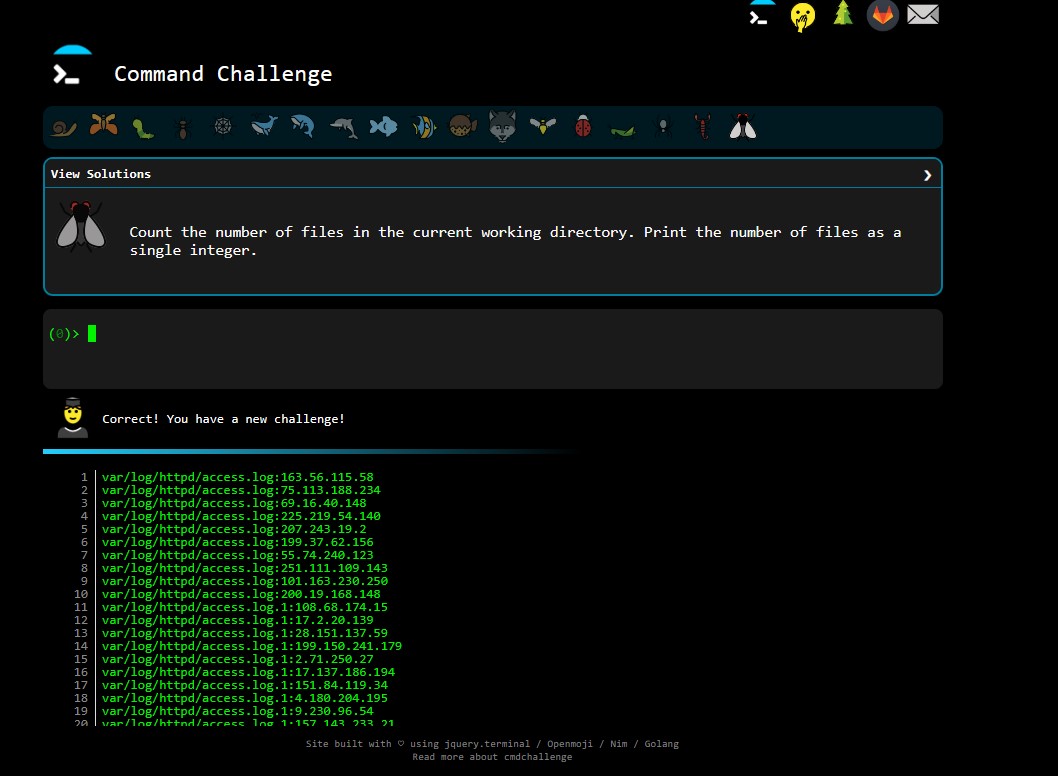 Command Challenge
View Solutions
Count the number of files in the current working directory. Print the number of files as a
single integer.
(0)>
Correct! You have a new challenge!
1 var/log/httpd/access.log:163.56.115.58
2 var/log/httpd/access.log:75.113.188.234
3 var/log/httpd/access.log:69.16.40.148
4 var/log/httpd/access.log:225.219.54.140
5 var/log/httpd/access.log:207.243.19.2
6 var/log/httpd/access.log:199.37.62.156
7 var/log/httpd/access.log:55.74.240.123
8 var/log/httpd/access.log:251.111.109.143
9 var/log/httpd/access.log:101.163.230.250
10 var/log/httpd/access.log:200.19.168.148
11 var/log/httpd/access.log.1:108.68.174.15
12 var/log/httpd/access.log.1:17.2.20.139
13 var/log/httpd/access.log.1:28.151.137.59
14 var/log/httpd/access.log.1:199.150.241.179
15 var/log/httpd/access.log.1:2.71.250.27
16 var/log/httpd/access.log.1:17.137.186.194
17 var/log/httpd/access.log.1:151.84.119.34
18 var/log/httpd/access.log.1:4.180.204.195
19 var/log/httpd/access.log.1:9.230.96.54
20 var/log/httpd/access.log.1:157.143.233.21
Site built with ♡ using jquery.terminal / Openmoji / Nim / Golang
Read more about cmdchallenge